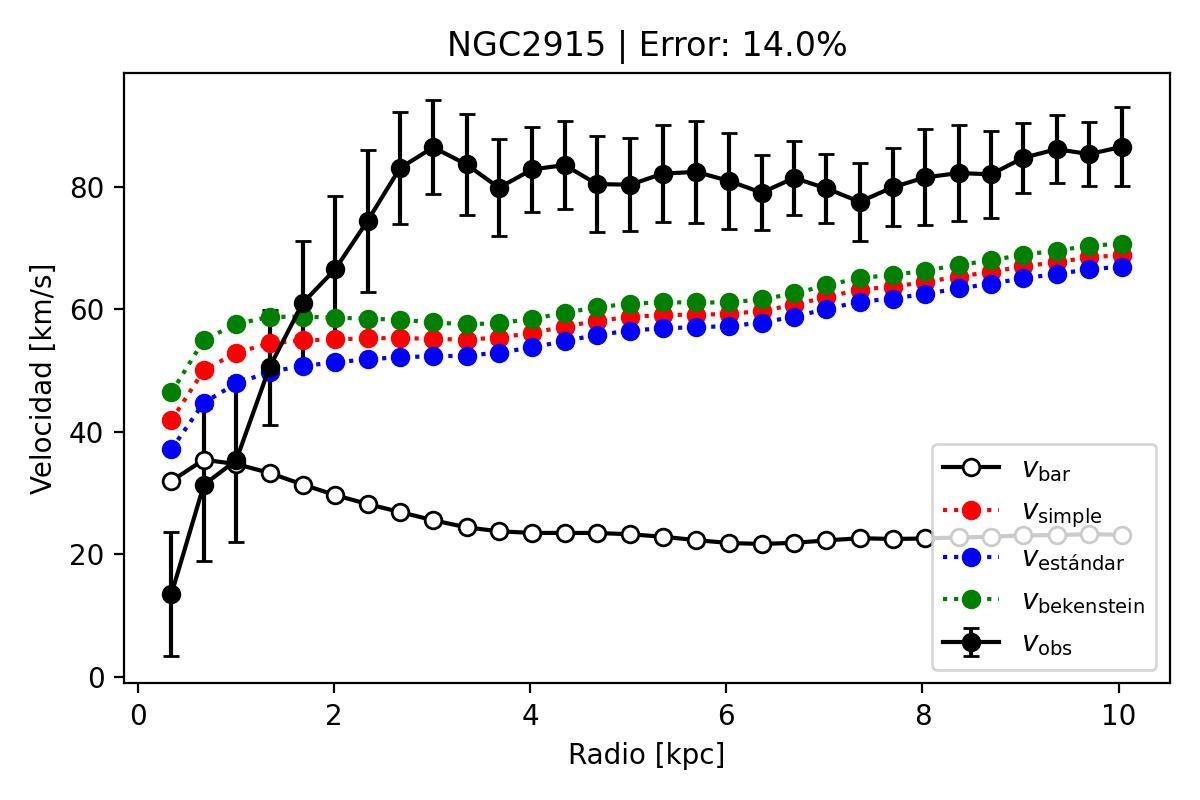 NGC2915 | Error: 14.0%
Velocidad [km/s]
80
60
40
20
0
v_bar
v_simple
v_estándar
v_bekenstein
v_obs
0 2 4 6 8 10
Radio [kpc]